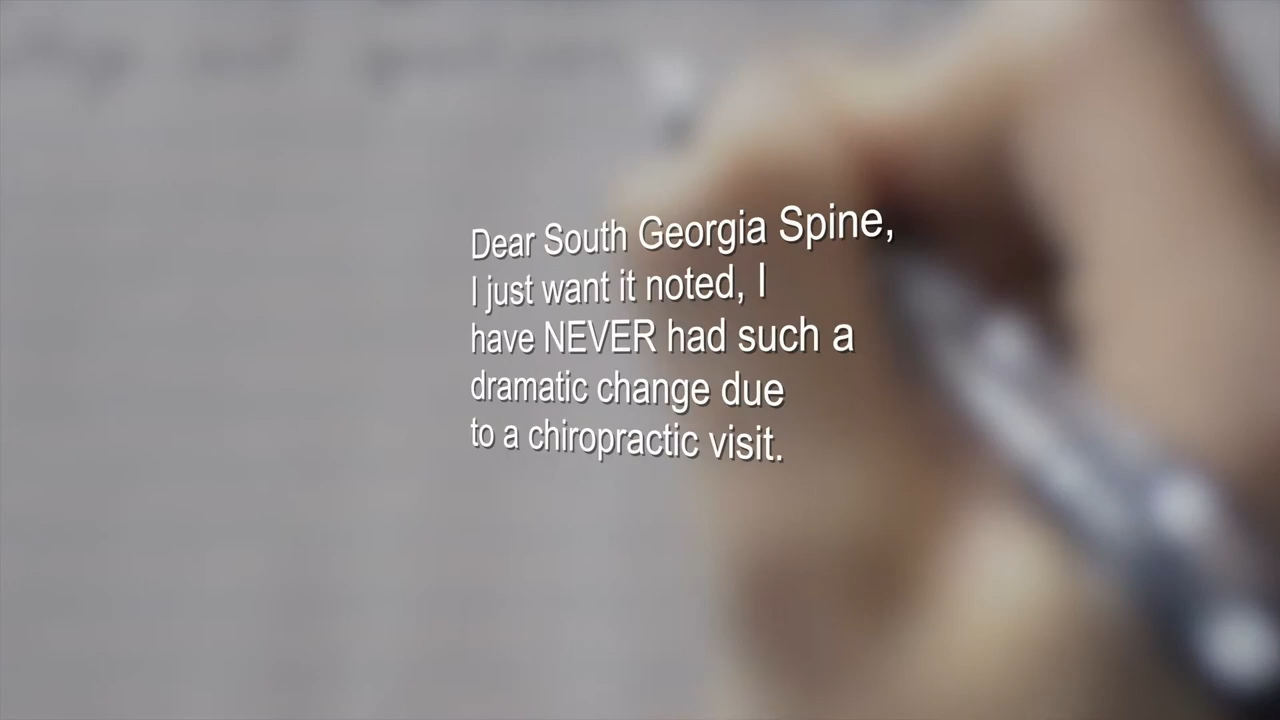 Dear South Georgia Spine,
I just want it noted, I
have NEVER had such a
dramatic change due
to a chiropractic visit.